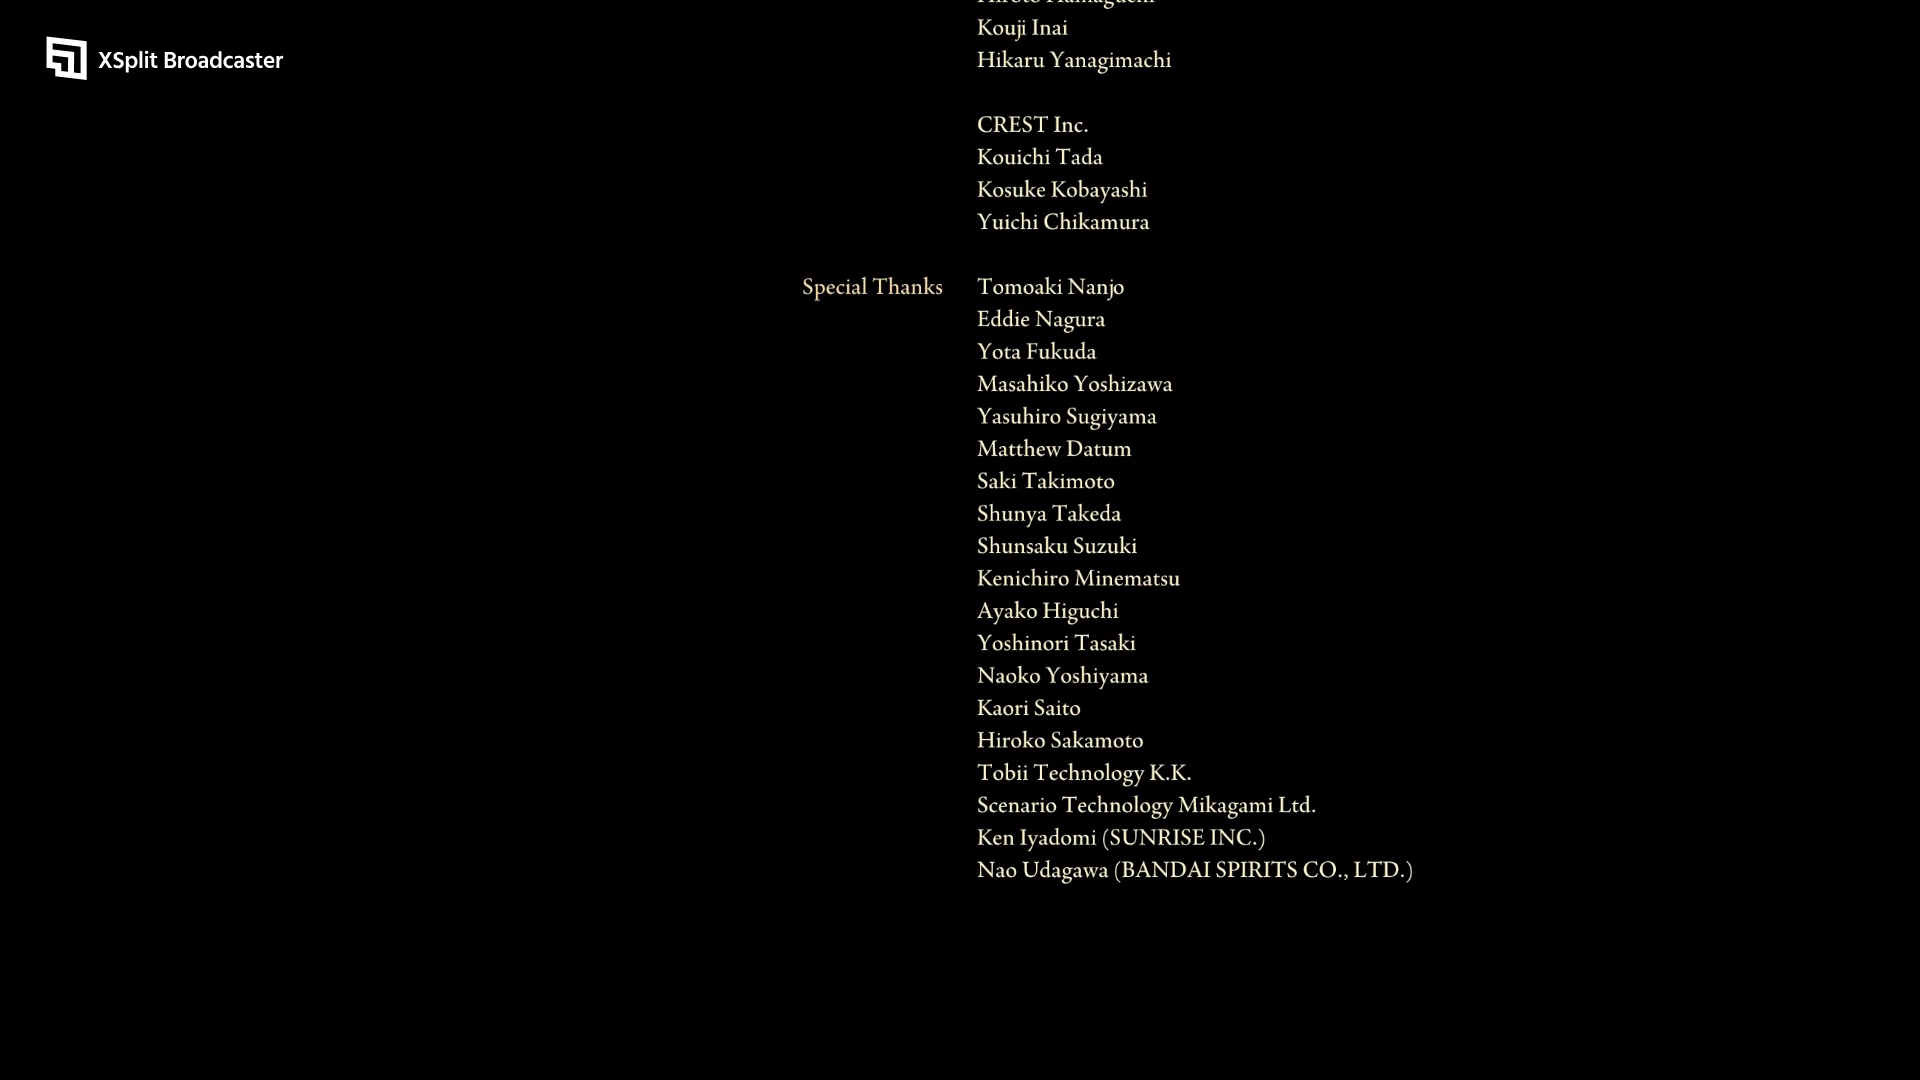 XSplit Broadcaster
Kouji Inai
Hikaru Yanagimachi
CREST Inc.
Kouichi Tada
Kosuke Kobayashi
Yuichi Chikamura
Special Thanks Tomoaki Nanjo
Eddie Nagura
Yota Fukuda
Masahiko Yoshizawa
Yasuhiro Sugiyama
Matthew Datum
Saki Takimoto
Shunya Takeda
Shunsaku Suzuki
Kenichiro Minematsu
Ayako Higuchi
Yoshinori Tasaki
Naoko Yoshiyama
Kaori Saito
Hiroko Sakamoto
Tobii Technology K.K.
Scenario Technology Mikagami Ltd.
Ken Iyadomi (SUNRISE INC.)
Nao Udagawa (BANDAI SPIRITS CO., LTD.)